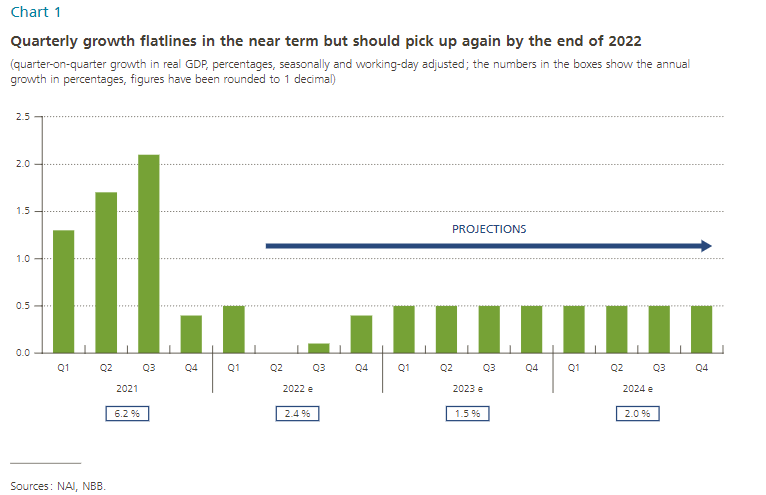 Chart 1
Quarterly growth flatlines in the near term but should pick up again by the end of 2022
(quarter-on-quarter growth in real GDP, percentages, seasonally and working-day adjusted; the numbers in the boxes show the annual
growth in percentages, figures have been rounded to 1 decimal)
2.5
2.0
1.5
PROJECTIONS
1.0
0.5
0.0
Q1 Q2 Q3 Q4 Q1 Q2 Q3 Q4 Q1 Q2 Q3 Q4 Q1 Q2 Q3 Q4
2021 2022 e 2023 e 2024 e
6.2 % 2.4 % 1.5 % 2.0 %
Sources: NAI, NBB.